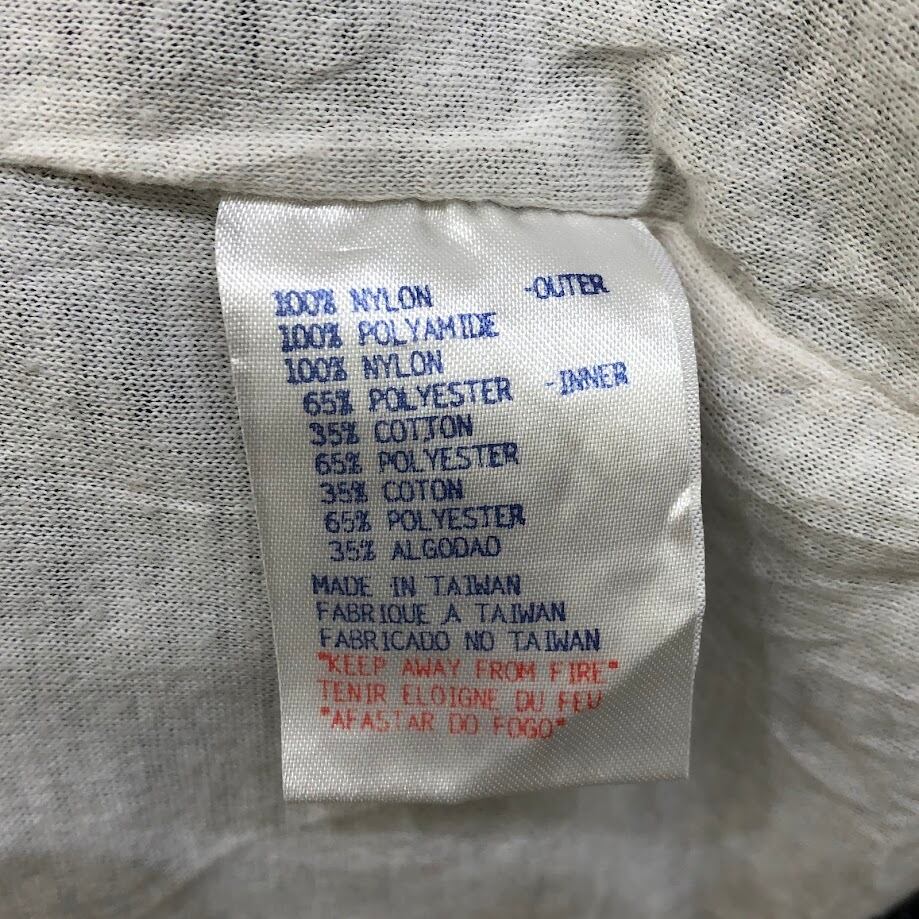 100% NYLON -OUTER
100% POLYAMIDE
100% NYLON
65% POLYESTER -INNER
35% COTTON
65% POLYESTER
35% COTON
65% POLYESTER
35% ALGODAO
MADE IN TAIWAN
FABRIQUE A TAIWAN
FABRICADO NO TAIWAN
"KEEP AWAY FROM FIRE"
TENIR ELOIGNE DU FEU
"AFASTAR DO FOGO"